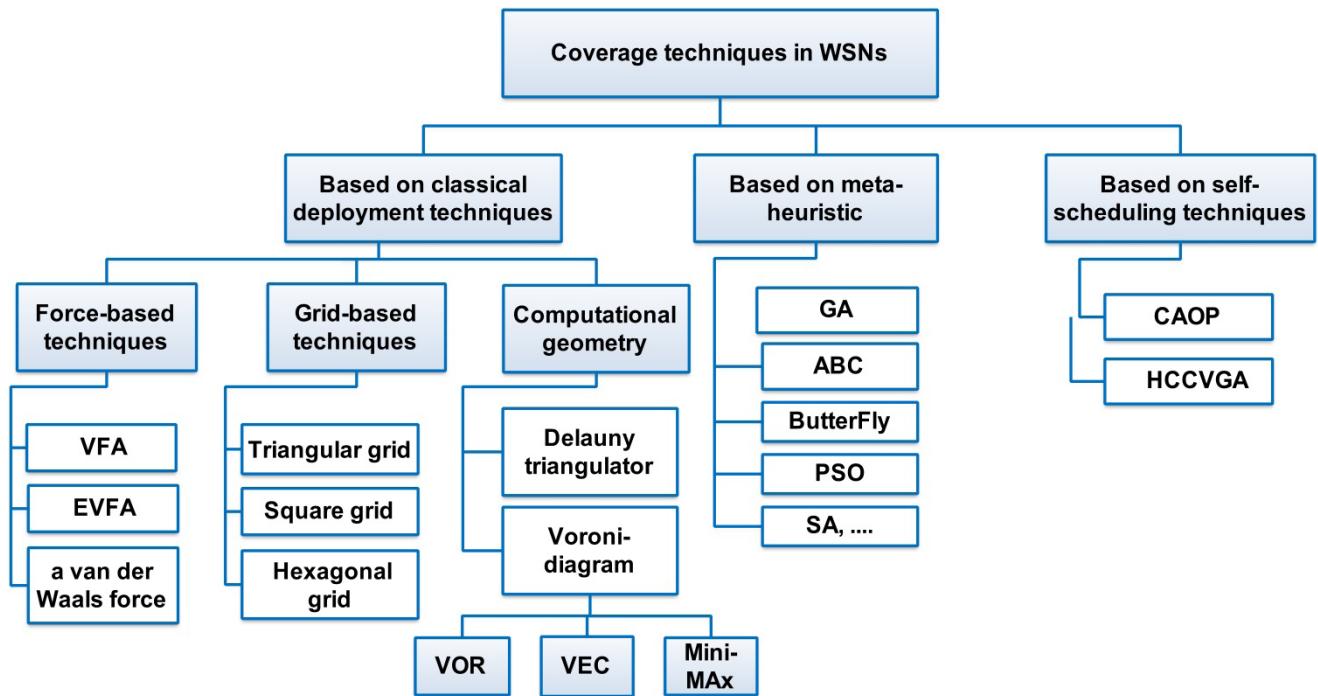 Coverage techniques in WSNs
Based on classical
deployment techniques
Based on meta-
heuristic
Based on self-
scheduling techniques
Force-based
techniques
Grid-based
techniques
Computational
geometry
GA
ABC
ButterFly
PSO
SA, ....
CAOP
HCCVGA
VFA
EVFA
a van der
Waals force
Triangular grid
Square grid
Hexagonal
grid
Delauny
triangulator
Voroni-
diagram
VOR
VEC
Mini-
MAx